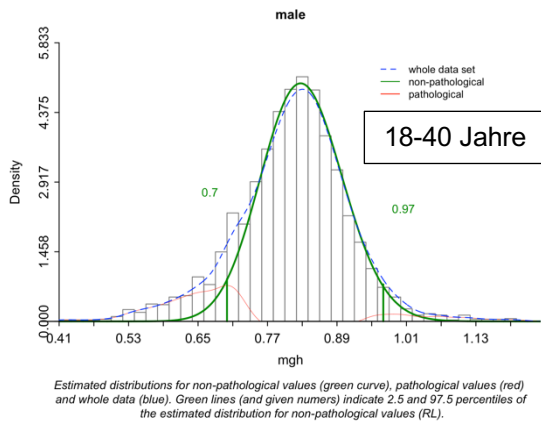 male
5.833
4.375
2.917
1.458
0.000
Density
whole data set
non-pathological
pathological
18-40 Jahre
0.7
0.97
0.41 0.53 0.65 0.77 0.89 1.01 1.13
mgh
Estimated distributions for non-pathological values (green curve), pathological values (red)
and whole data (blue). Green lines (and given numers) indicate 2.5 and 97.5 percentiles of
the estimated distribution for non-pathological values (RL).